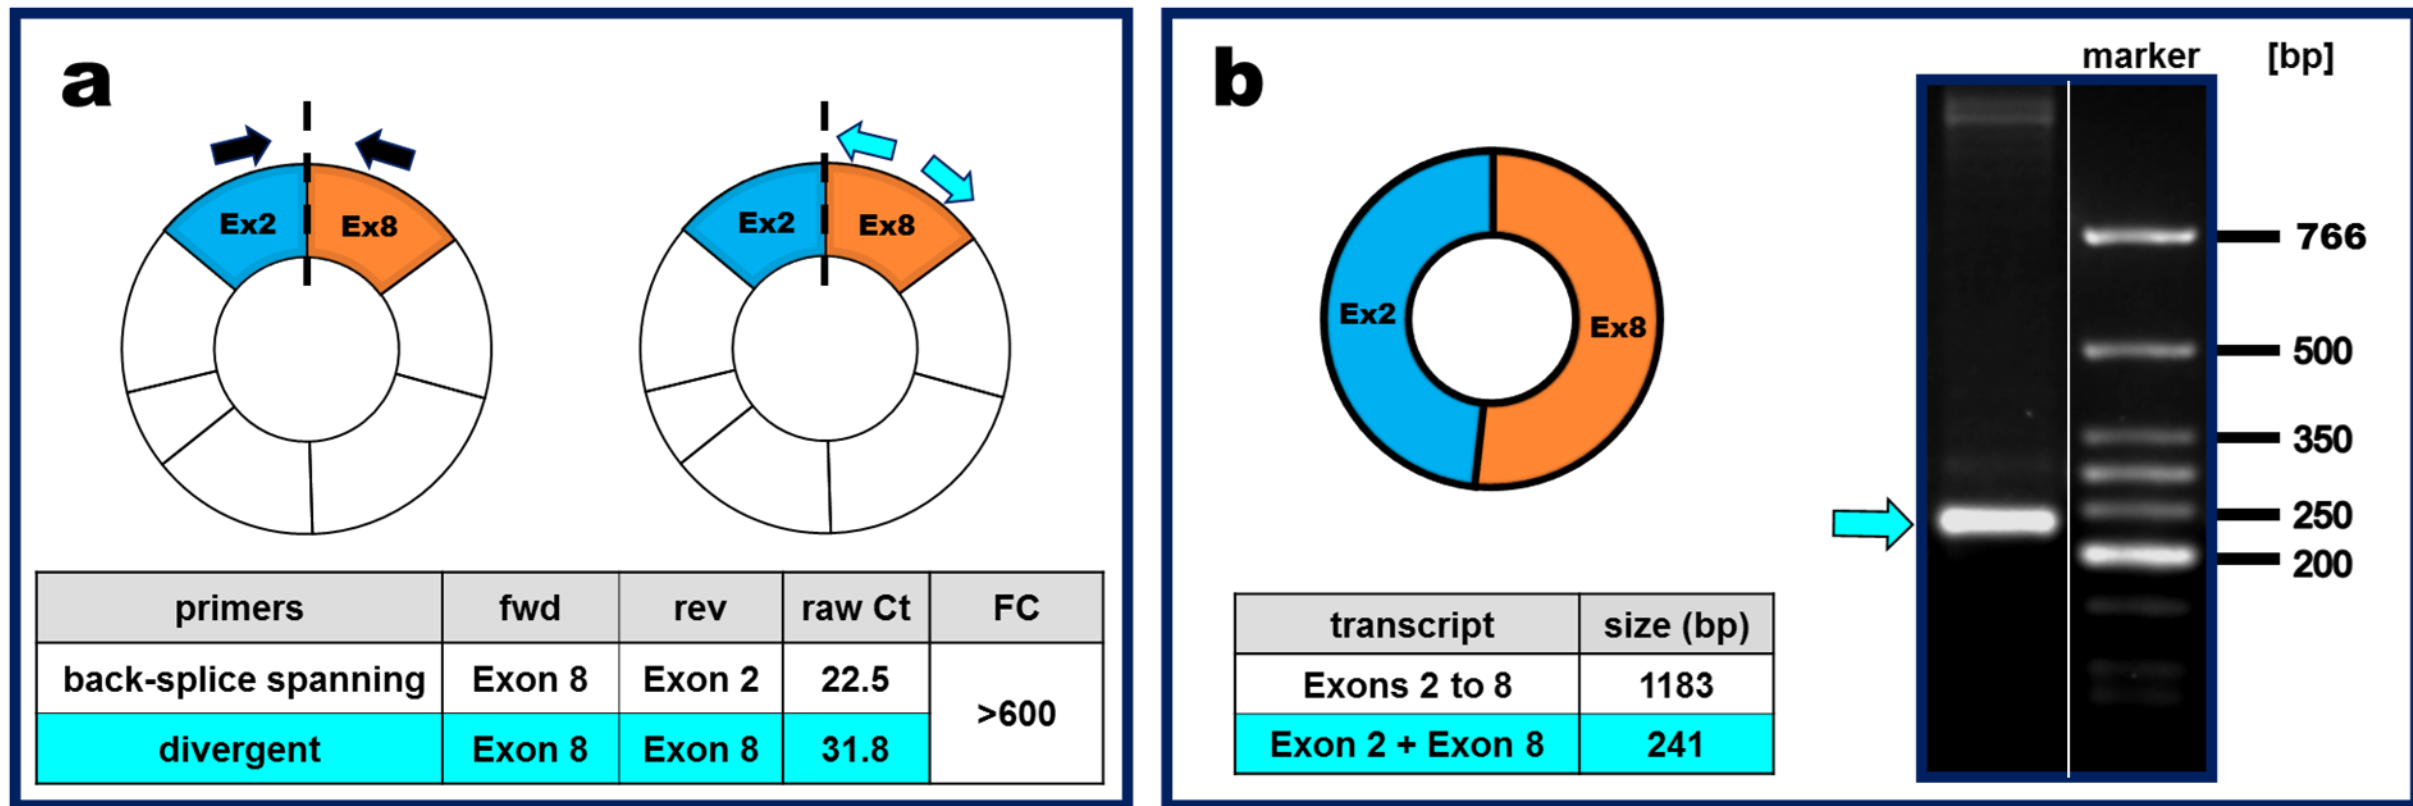 a
Ex2 Ex8
Ex2 Ex8
primers fwd rev raw Ct FC
back-splice spanning Exon 8 Exon 2 22.5 >600
divergent Exon 8 Exon 8 31.8
b
Ex2 Ex8
transcript size (bp)
Exons 2 to 8 1183
Exon 2 + Exon 8 241
marker [bp]
766
500
350
250
200